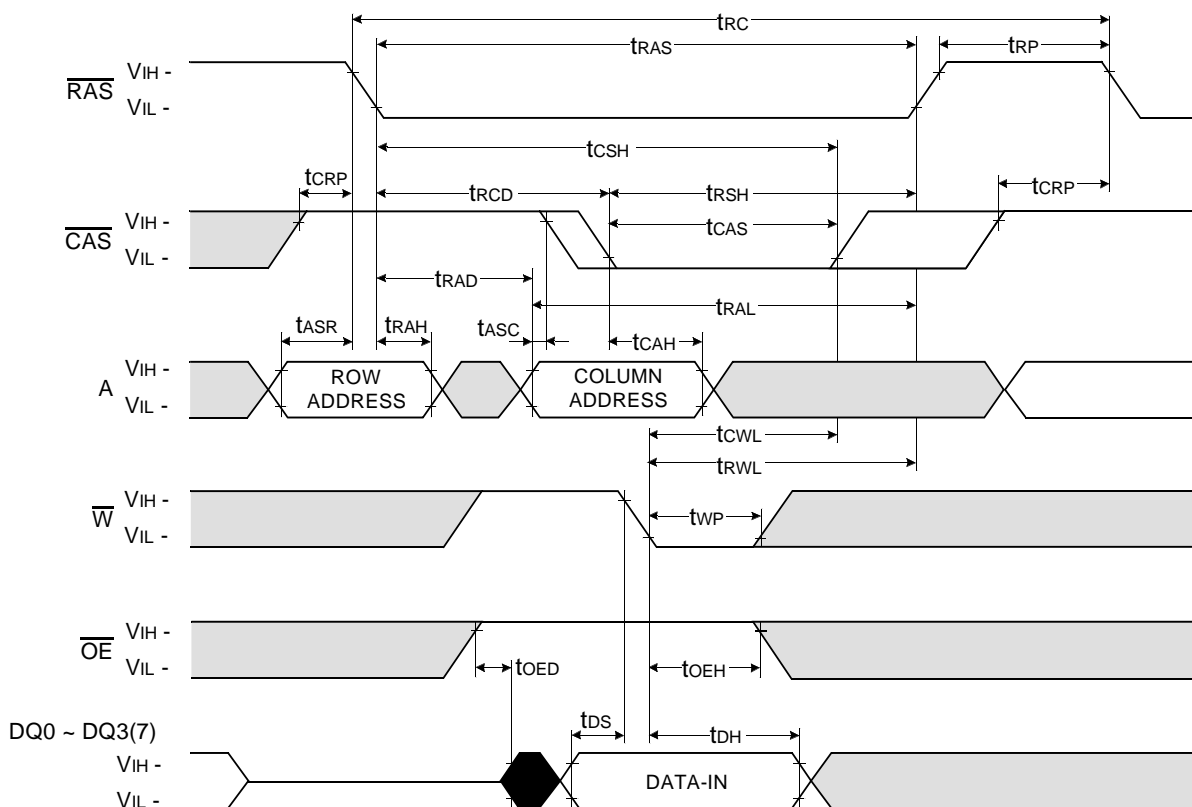 tRC
tRAS
tRP
RAS
VIH -
VIL -
tCSH
tCRP
tRCD
tRSH
tCRP
CAS
VIH -
VIL -
tCAS
tRAD
tRAL
tASR
tRAH
tASC
tCAH
A
VIH -
VIL -
ROW
ADDRESS
COLUMN
ADDRESS
tCWL
tRWL
W
VIH -
VIL -
tWP
OE
VIH -
VIL -
tOED
tOEH
DQ0 ~ DQ3(7)
tDS
tDH
VIH -
VIL -
DATA-IN